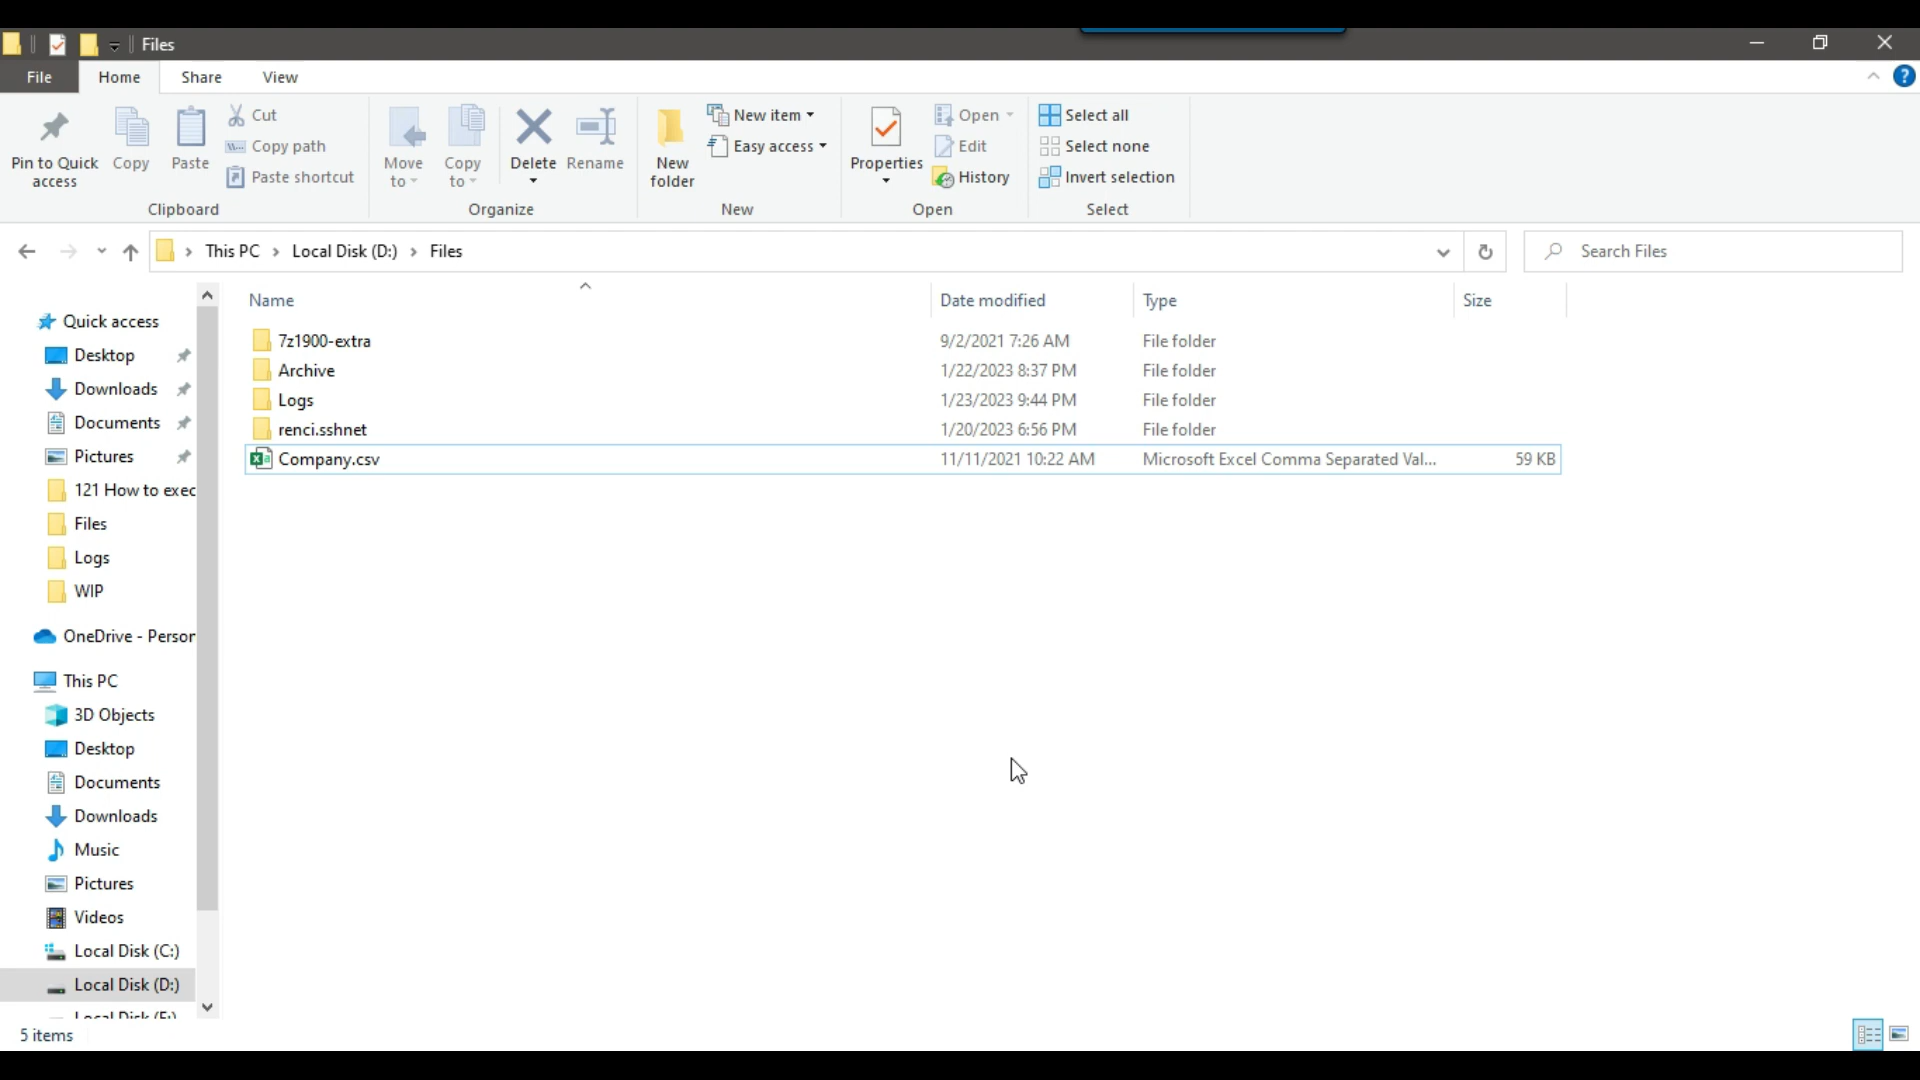 Files
File Home Share View
Pin to Quick access
Copy
Paste
Cut
Copy path
Paste shortcut
Clipboard
Move to
Copy to
Delete
Rename
Organize
New folder
New item
Easy access
New
Properties
Open
Edit
History
Open
Select all
Select none
Invert selection
Select
This PC Local Disk (D:) Files
Search Files
Quick access
Desktop
Downloads
Documents
Pictures
121 How to exec
Files
Logs
WIP
OneDrive - Person
This PC
3D Objects
Desktop
Documents
Downloads
Music
Pictures
Videos
Local Disk (C:)
Local Disk (D:)
Name Date modified Type Size
7z1900-extra 9/2/2021 7:26 AM File folder
Archive 1/22/2023 8:37 PM File folder
Logs 1/23/2023 9:44 PM File folder
renci.sshnet 1/20/2023 6:56 PM File folder
Company.csv 11/11/2021 10:22 AM Microsoft Excel Comma Separated Val... 59 KB
5 items